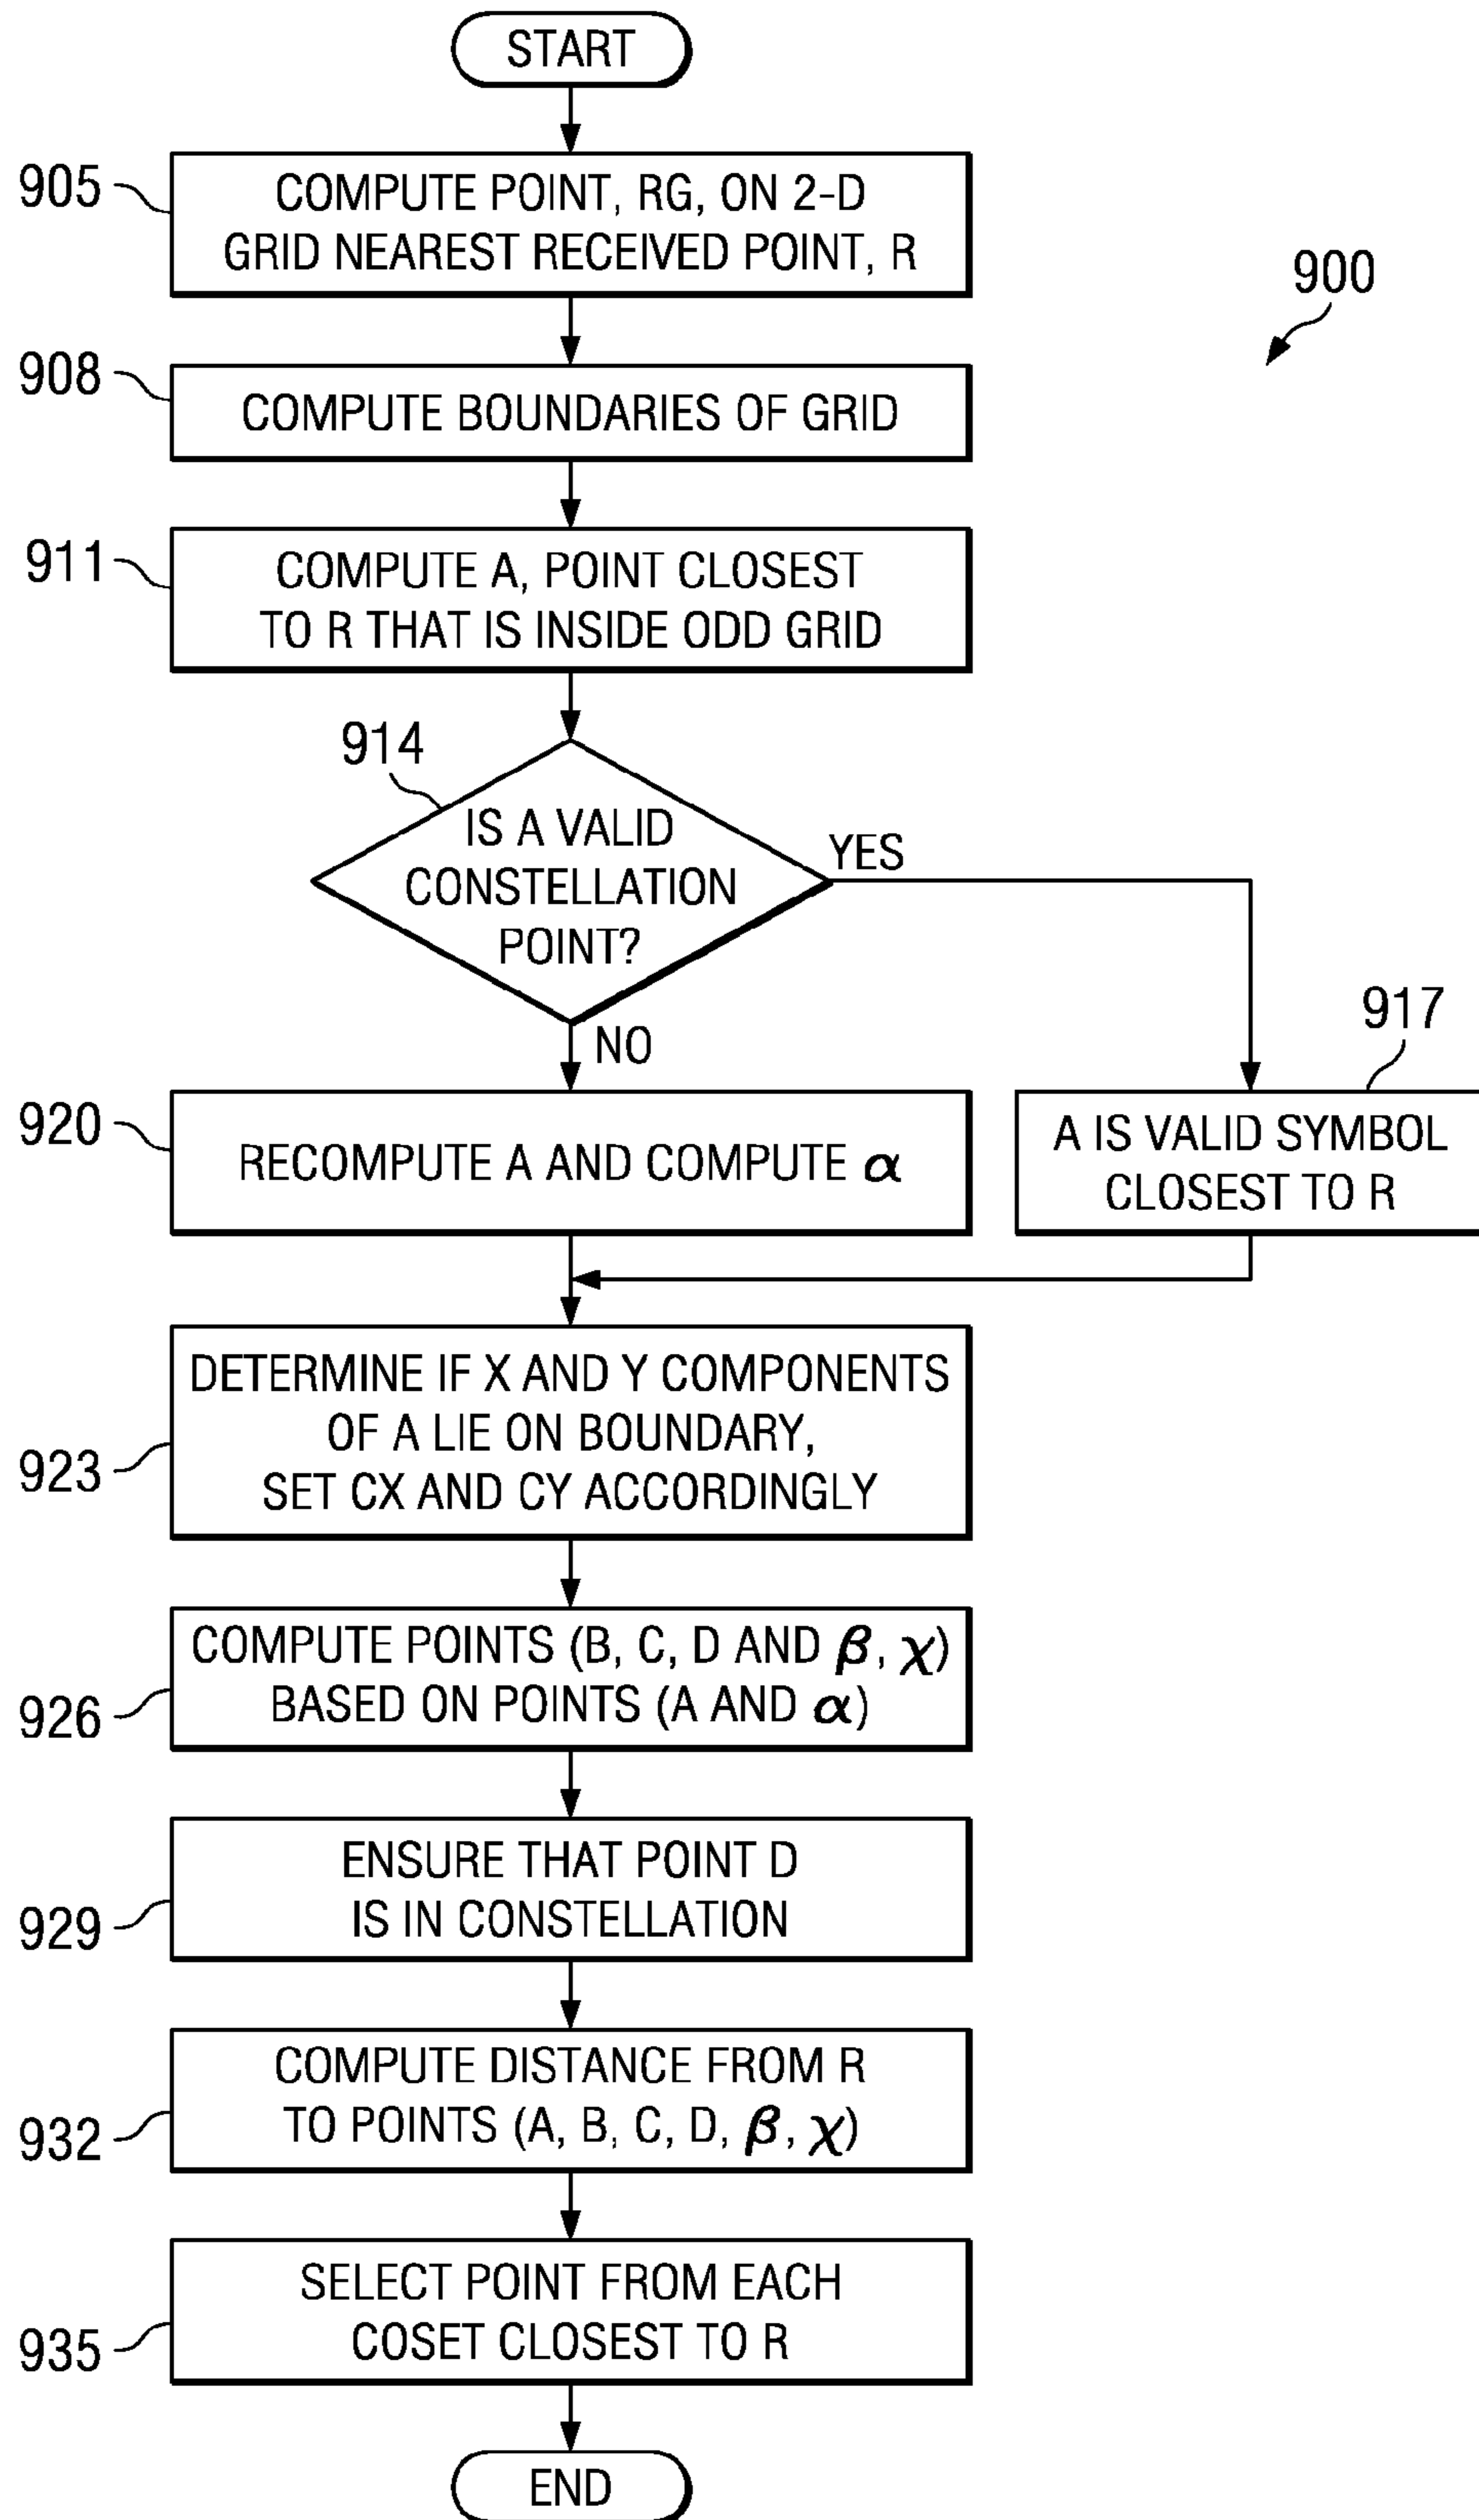 START
905
COMPUTE POINT, RG, ON 2-D
GRID NEAREST RECEIVED POINT, R
900
908
COMPUTE BOUNDARIES OF GRID
911
COMPUTE A, POINT CLOSEST
TO R THAT IS INSIDE ODD GRID
914
IS A VALID
CONSTELLATION
POINT?
YES
NO
917
920
RECOMPUTE A AND COMPUTE α
A IS VALID SYMBOL
CLOSEST TO R
923
DETERMINE IF X AND Y COMPONENTS
OF A LIE ON BOUNDARY,
SET CX AND CY ACCORDINGLY
926
COMPUTE POINTS (B, C, D AND β, χ)
BASED ON POINTS (A AND α)
929
ENSURE THAT POINT D
IS IN CONSTELLATION
932
COMPUTE DISTANCE FROM R
TO POINTS (A, B, C, D, β, χ)
935
SELECT POINT FROM EACH
COSET CLOSEST TO R
END